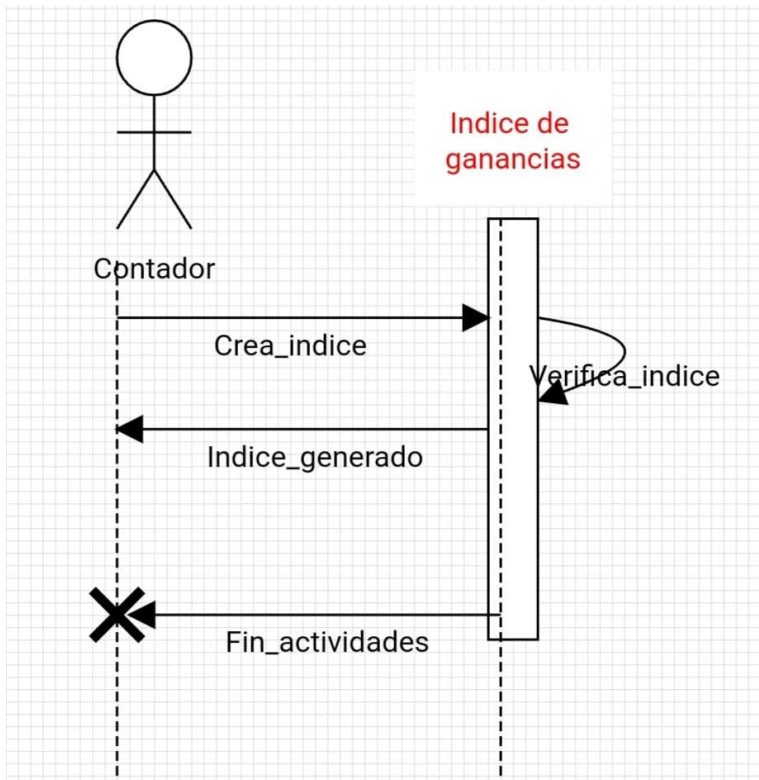 Indice de
ganancias
Contador
Crea_indice
Verifica_indice
Indice_generado
Fin_actividades